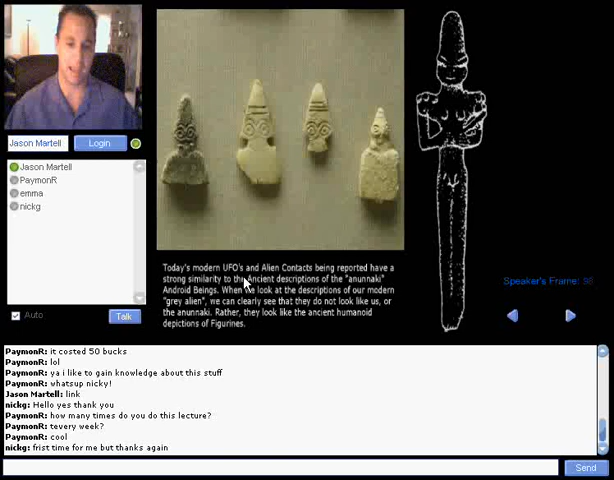 Jason Martell
Login
Jason Martell
PaymonR
emma
nickg
Auto
Talk
Today's modern UFO's and Alien Contacts being reported have a
strong similarity to the Ancient descriptions of the "anunnaki"
Android Beings. When we look at the descriptions of our modern
"grey alien", we can clearly see that they do not look like us, or
the anunnaki. Rather, they look like the ancient humanoid
depictions of Figurines.
Speaker's Frame: 98
PaymonR: it costed 50 bucks
PaymonR: lol
PaymonR: ya i like to gain knowledge about this stuff
PaymonR: whatsup nicky!
Jason Martell: link
nickg: Hello yes thank you
PaymonR: how many times do you do this lecture?
PaymonR: tevery week?
PaymonR: cool
nickg: frist time for me but thanks again
Send